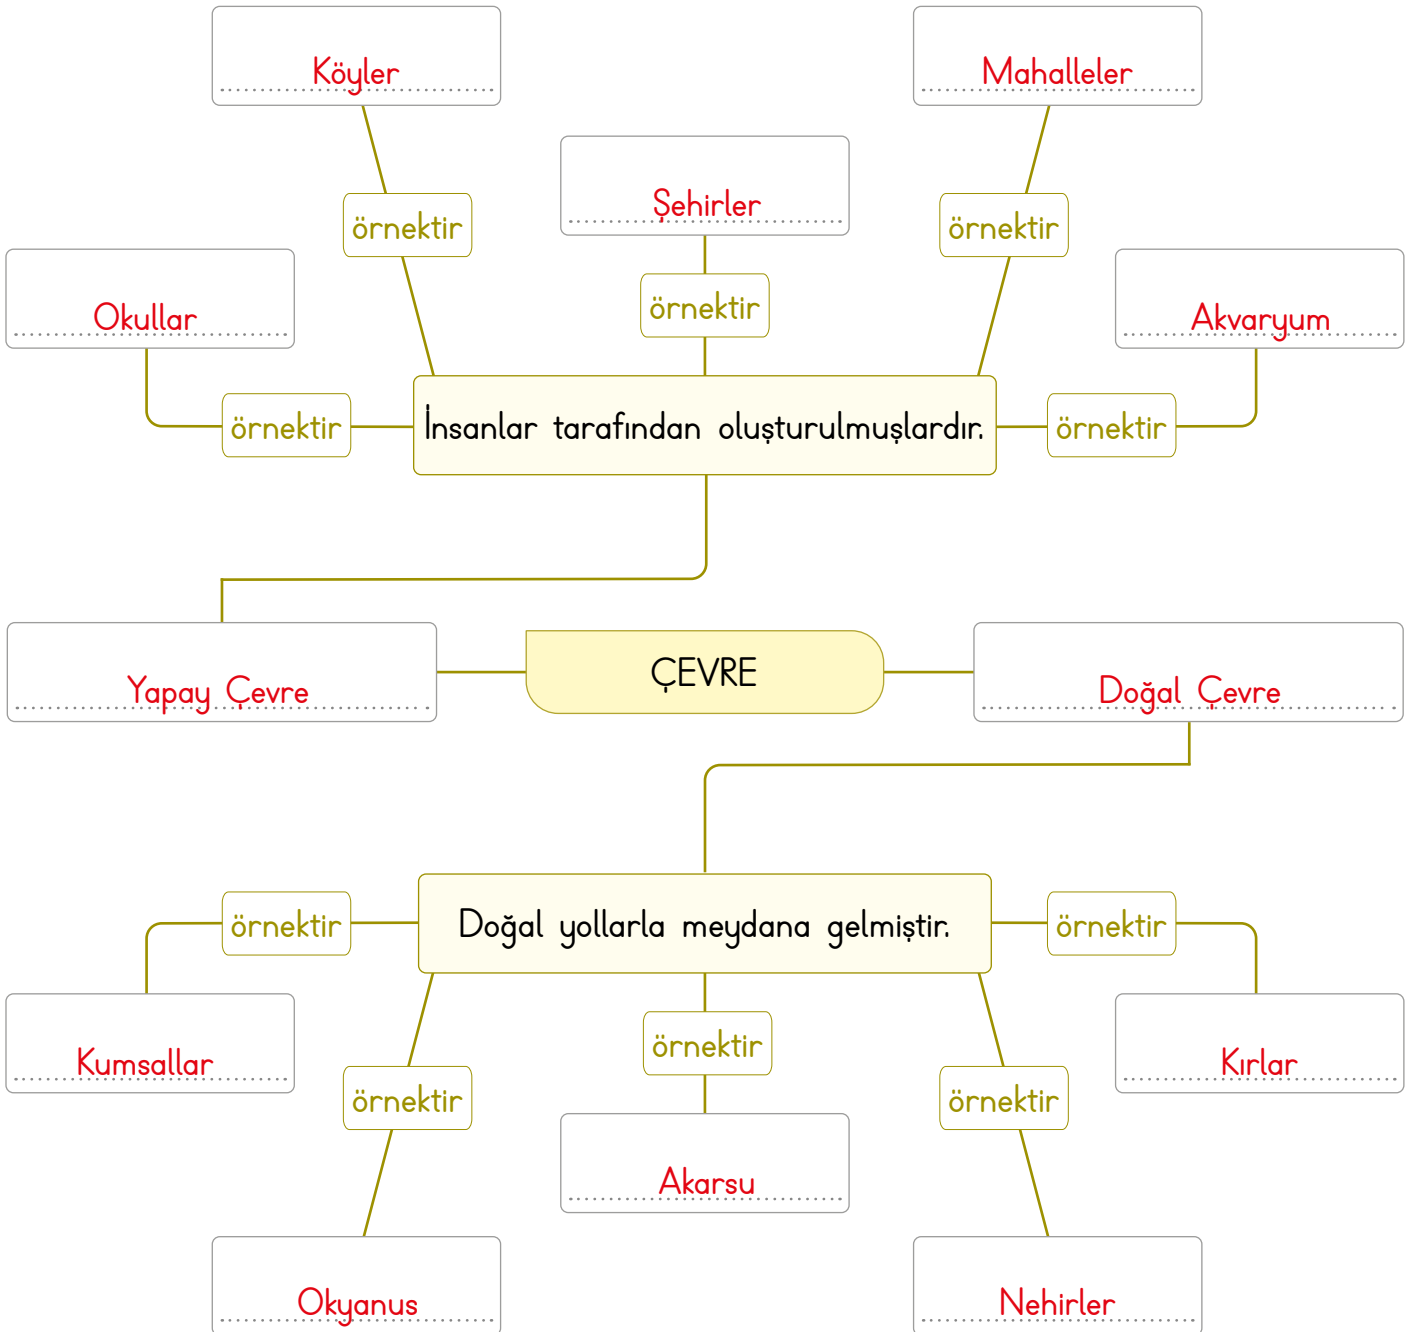 Köyler
Mahalleler
Şehirler
örnektir
örnektir
Okullar
örnektir
Akvaryum
örnektir
İnsanlar tarafından oluşturulmuşlardır.
örnektir
Yapay Çevre
ÇEVRE
Doğal Çevre
örnektir
Doğal yollarla meydana gelmiştir.
örnektir
Kumsallar
örnektir
Kırlar
örnektir
örnektir
Akarsu
Okyanus
Nehirler